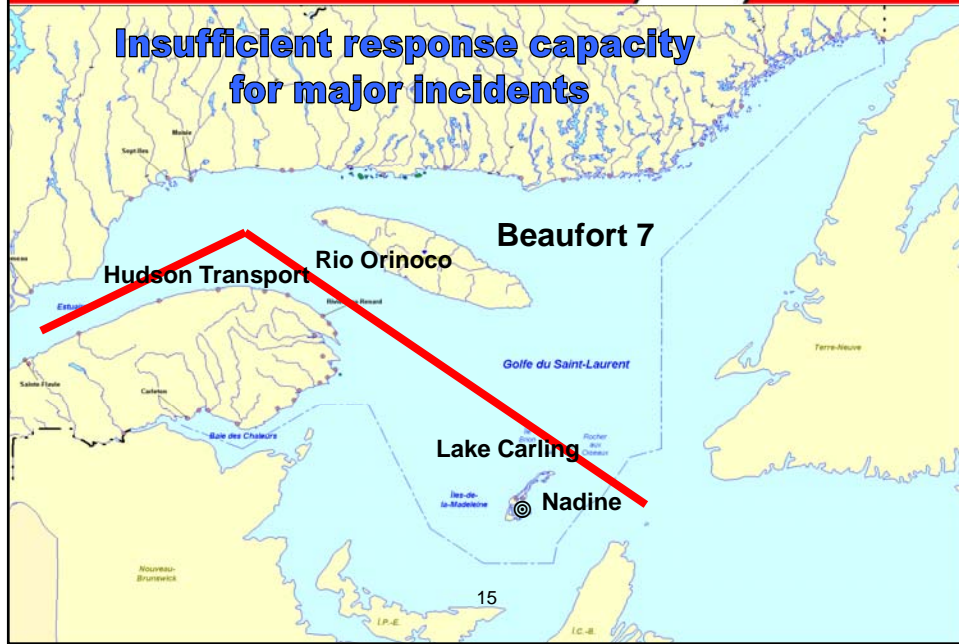 Insufficient response capacity
for major incidents
Moisie
Sept-Iles
Beaufort 7
Rio Orinoco
Hudson Transport
Estuaire
Golfe du Saint-Laurent
Terre-Neuve
Sainte-Flavie
Carleton
Baie des Chaleurs
Lake Carling
Rocher
aux
Oiseaux
Îles-de-
la-Madeleine
Nadine
Nouveau-
Brunswick
15
Î.P.-E.
Î.C.-B.